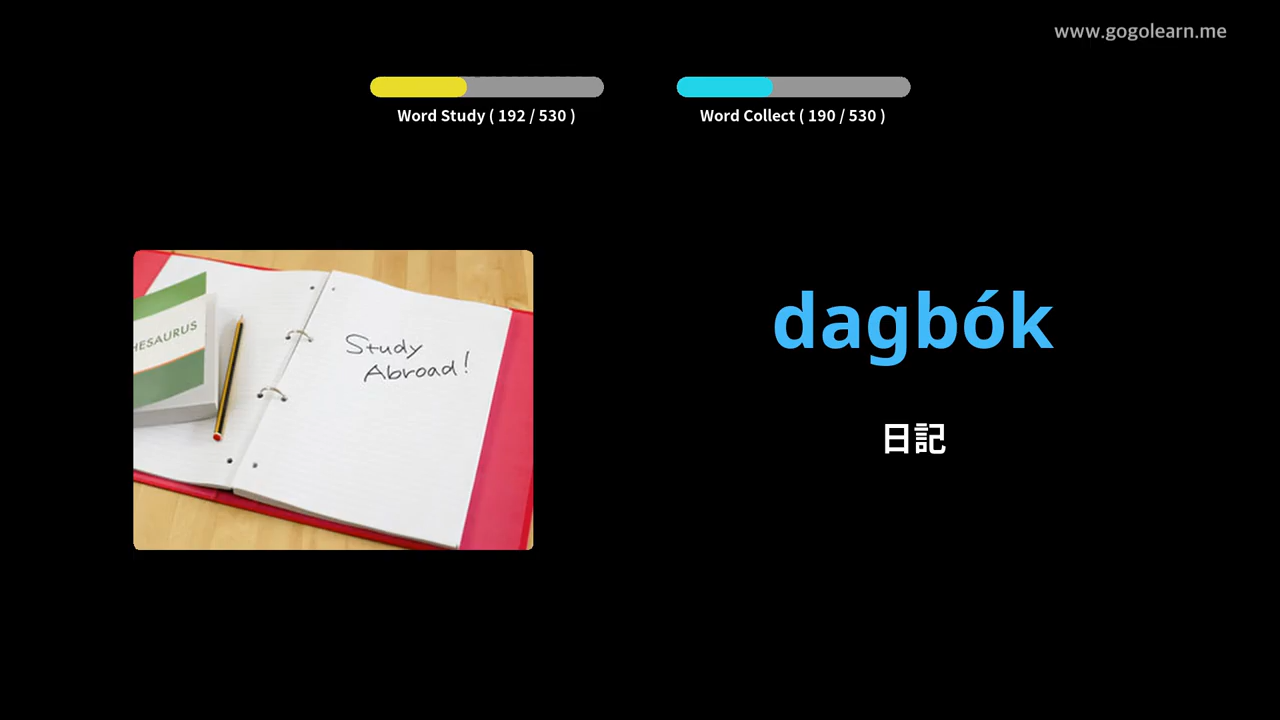 www.gogolearn.me
Word Study ( 192 / 530 )
Word Collect ( 190 / 530 )
HESAURUS
Study
Abroad!
dagbók
日記